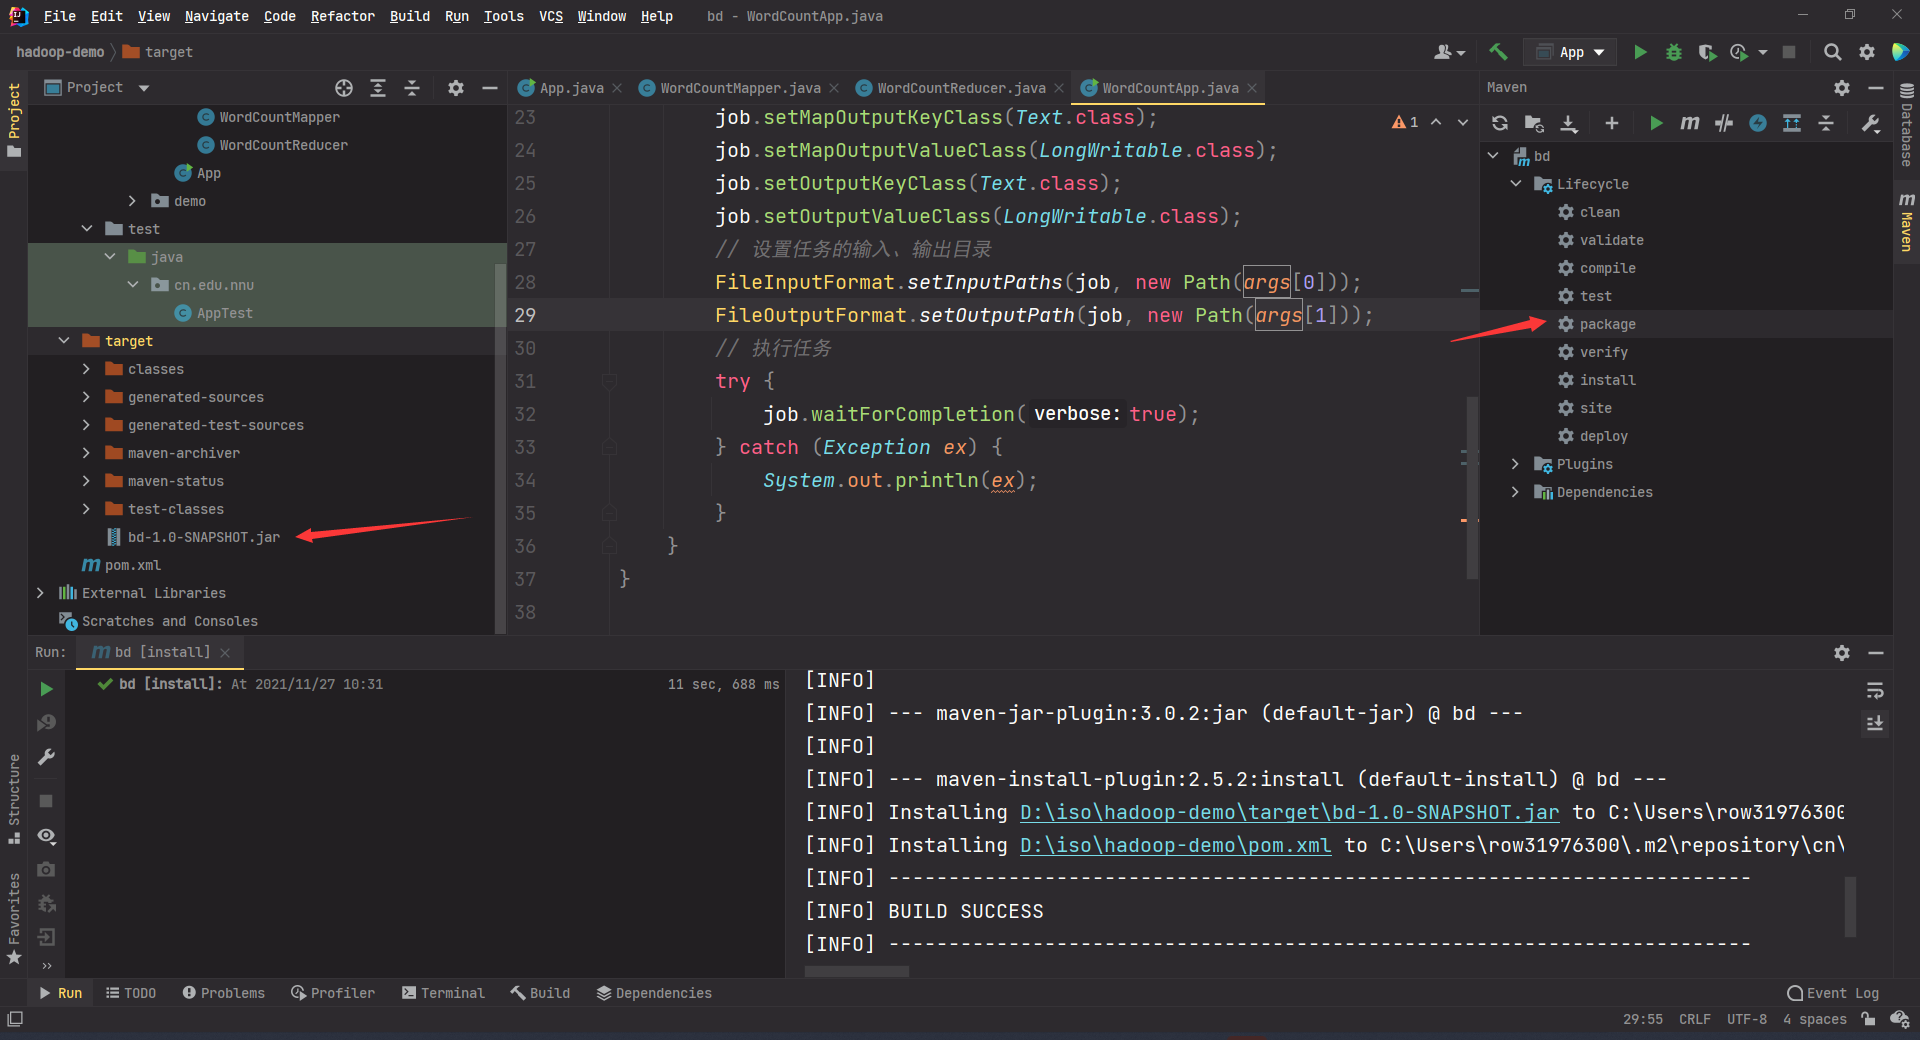 File Edit View Navigate Code Refactor Build Run Tools VCS Window Help bd - WordCountApp.java
hadoop-demo target
App
Project
App.java
WordCountMapper.java
WordCountReducer.java
WordCountApp.java
Maven
Project
WordCountMapper
WordCountReducer
App
demo
test
java
cn.edu.nnu
AppTest
target
classes
generated-sources
generated-test-sources
maven-archiver
maven-status
test-classes
bd-1.0-SNAPSHOT.jar
pom.xml
External Libraries
Scratches and Consoles
23 job.setMapOutputKeyClass(Text.class);
24 job.setMapOutputValueClass(LongWritable.class);
25 job.setOutputKeyClass(Text.class);
26 job.setOutputValueClass(LongWritable.class);
27 // 设置任务的输入、输出目录
28 FileInputFormat.setInputPaths(job, new Path(args[0]));
29 FileOutputFormat.setOutputPath(job, new Path(args[1]));
30 // 执行任务
31 try {
32 job.waitForCompletion( verbose: true);
33 } catch (Exception ex) {
34 System.out.println(ex);
35 }
36 }
37 }
38
1
bd
Lifecycle
clean
validate
compile
test
package
verify
install
site
deploy
Plugins
Dependencies
Database
Maven
Run: bd [install]
bd [install]: At 2021/11/27 10:31 11 sec, 688 ms
[INFO]
[INFO] --- maven-jar-plugin:3.0.2:jar (default-jar) @ bd ---
[INFO]
[INFO] --- maven-install-plugin:2.5.2:install (default-install) @ bd ---
[INFO] Installing D:\iso\hadoop-demo\target\bd-1.0-SNAPSHOT.jar to C:\Users\row31976300
[INFO] Installing D:\iso\hadoop-demo\pom.xml to C:\Users\row31976300\.m2\repository\cn\
[INFO] ------------------------------------------------------------------------
[INFO] BUILD SUCCESS
[INFO] ------------------------------------------------------------------------
Structure
Favorites
Run TODO Problems Profiler Terminal Build Dependencies Event Log
29:55 CRLF UTF-8 4 spaces